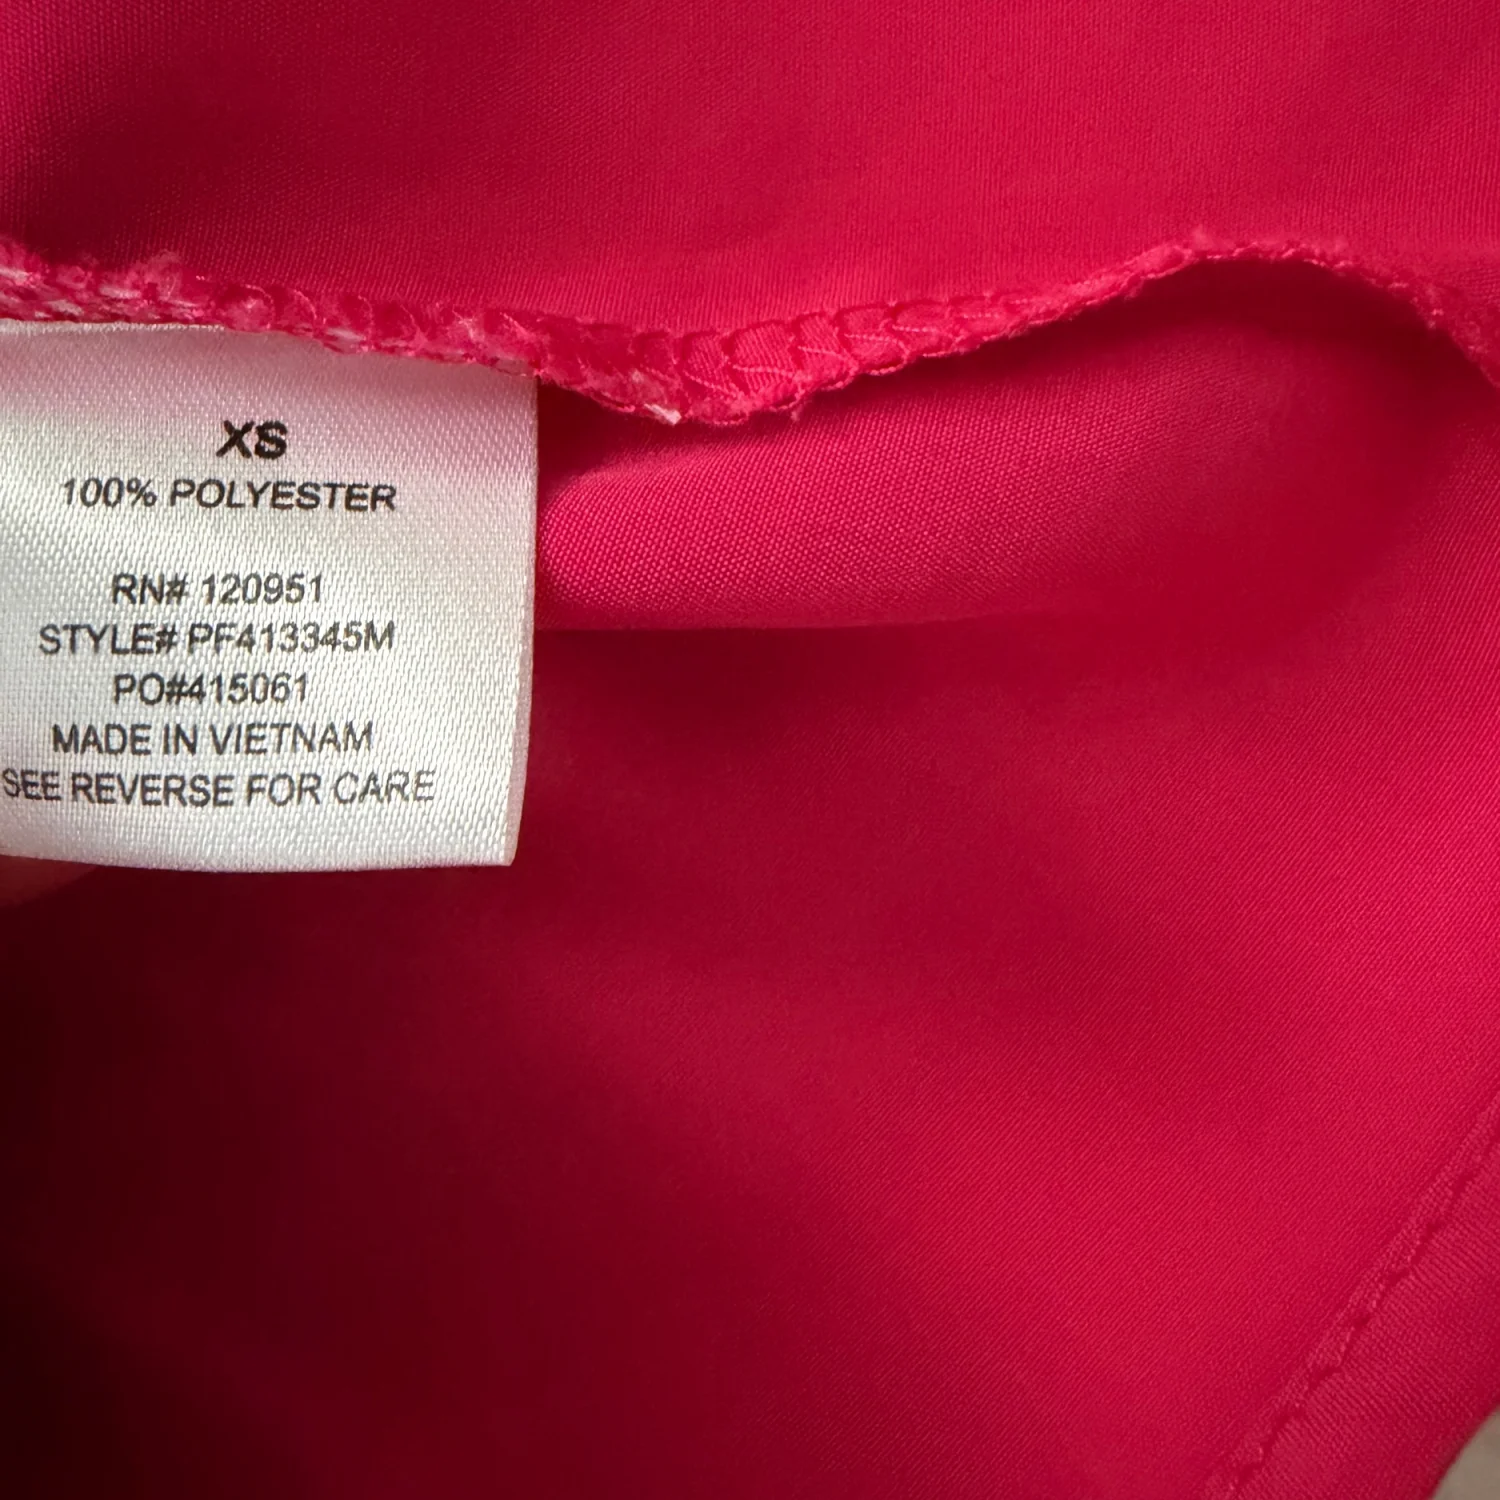 XS
100% POLYESTER
RN# 120951
STYLE# PF413345M
PO#415061
MADE IN VIETNAM
SEE REVERSE FOR CARE